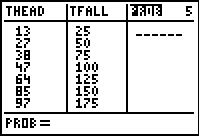 THEAD TFALL PROB 5
13 25 ------
27 50
38 75
47 100
64 125
85 150
97 175
PROB=